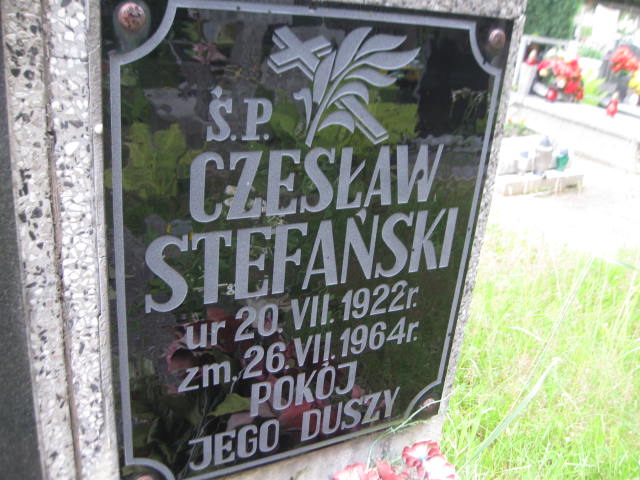 Ś.P.
CZESŁAW
STEFAŃSKI
ur 20.VII.1922r.
zm. 26.VII.1964r.
POKÓJ
JEGO DUSZY